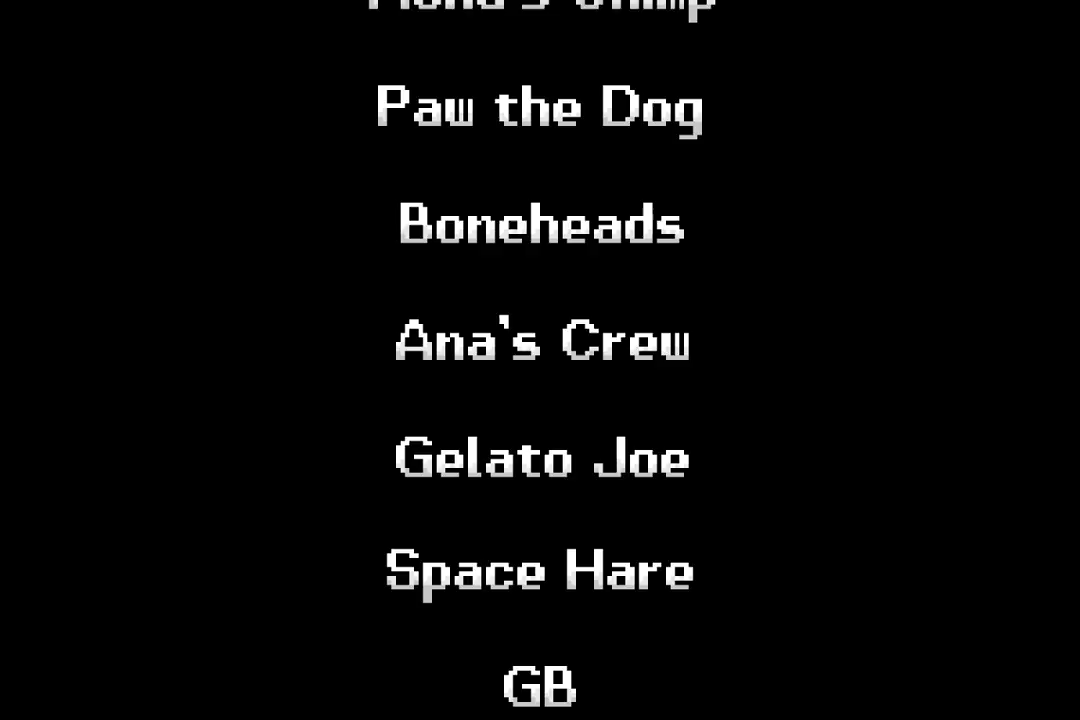 Paw the Dog
Boneheads
Ana's Crew
Gelato Joe
Space Hare
GB